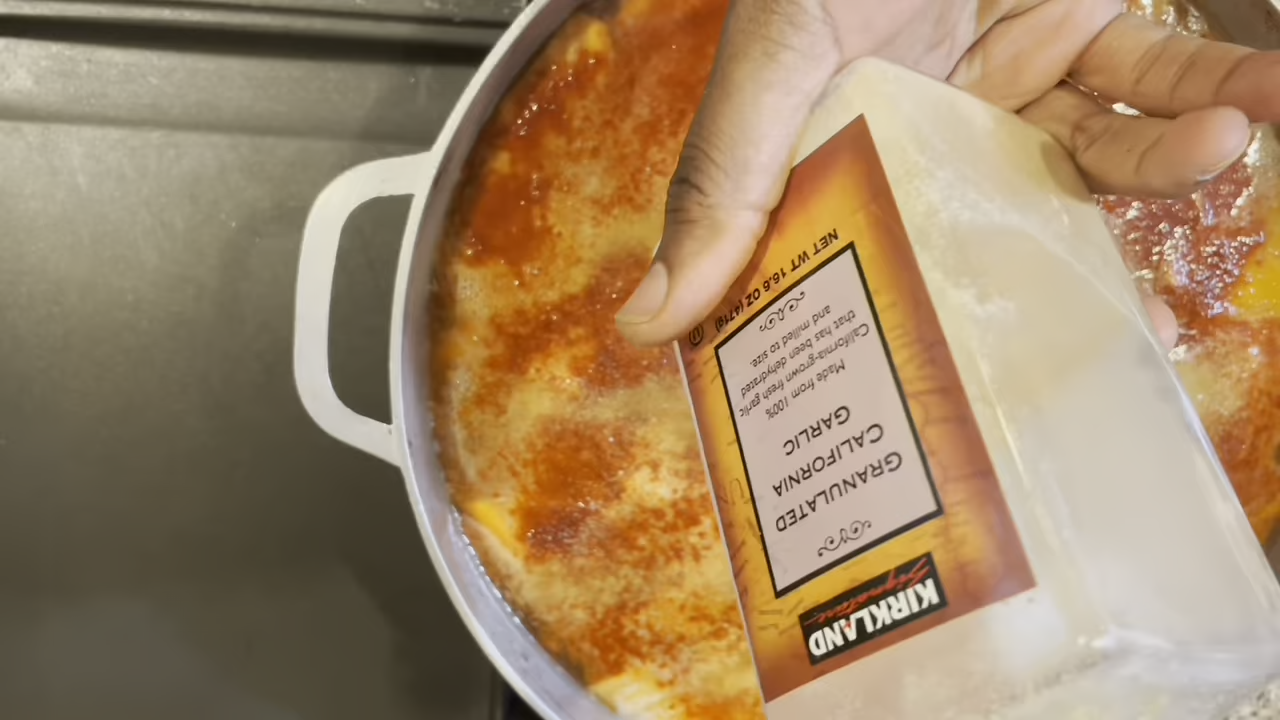 KIRKLAND
Signature
GRANULATED
CALIFORNIA
GARLIC
Made from 100%
California-grown fresh garlic
that has been dehydrated
and milled to size.
NET WT 16.6 OZ (471g)
U